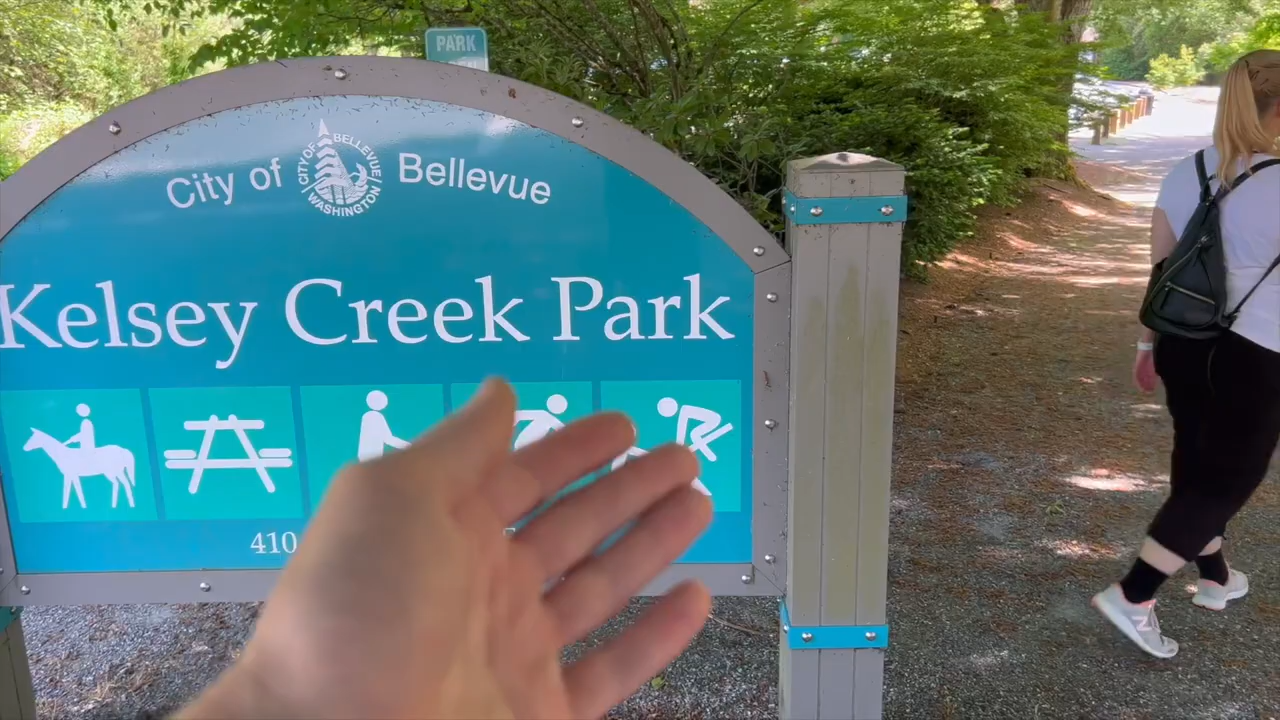 PARK
City of Bellevue
CITY OF BELLEVUE
WASHINGTON
Kelsey Creek Park
410
N